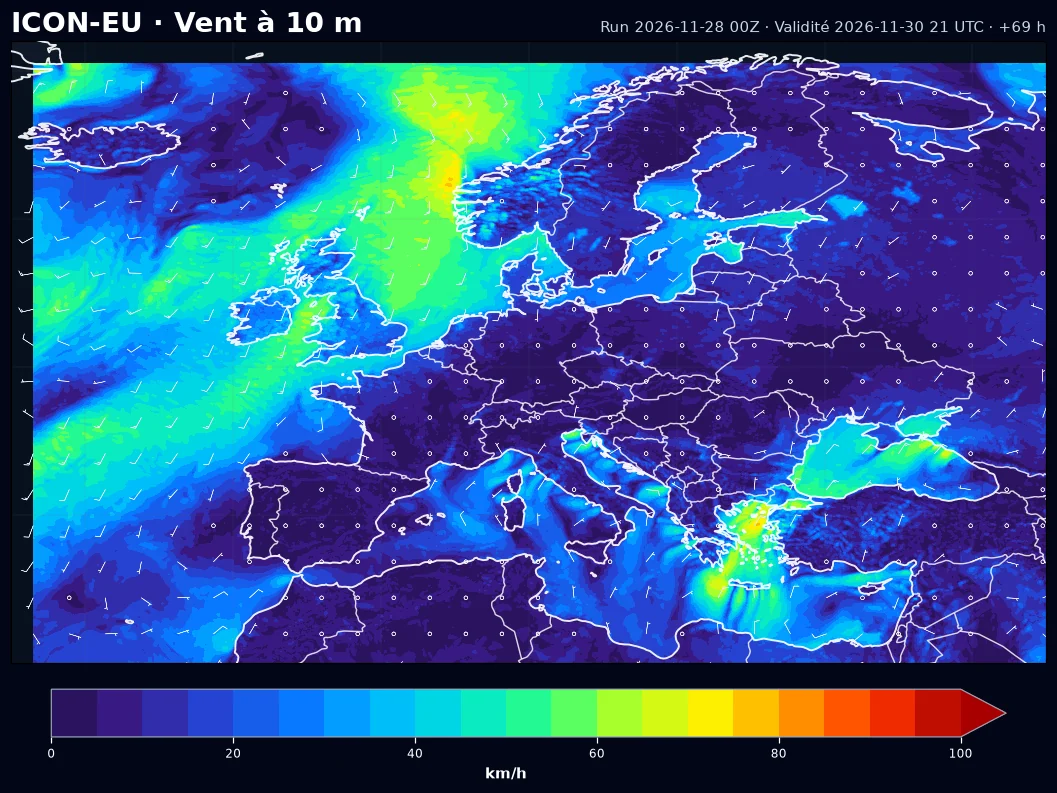 ICON-EU · Vent à 10 m
Run 2026-11-28 00Z · Validité 2026-11-30 21 UTC · +69 h
0 20 40 60 80 100
km/h